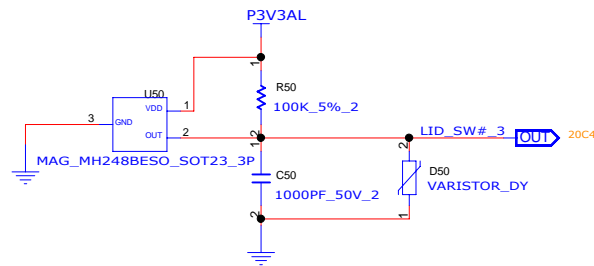 P3V3AL
1
R50
100K_5%_2
2
U50
VDD
1
3
GND
OUT
2
MAG_MH248BESO_SOT23_3P
1
C50
1000PF_50V_2
2
LID_SW#_3
OUT
20C4
2
D50
VARISTOR_DY
1